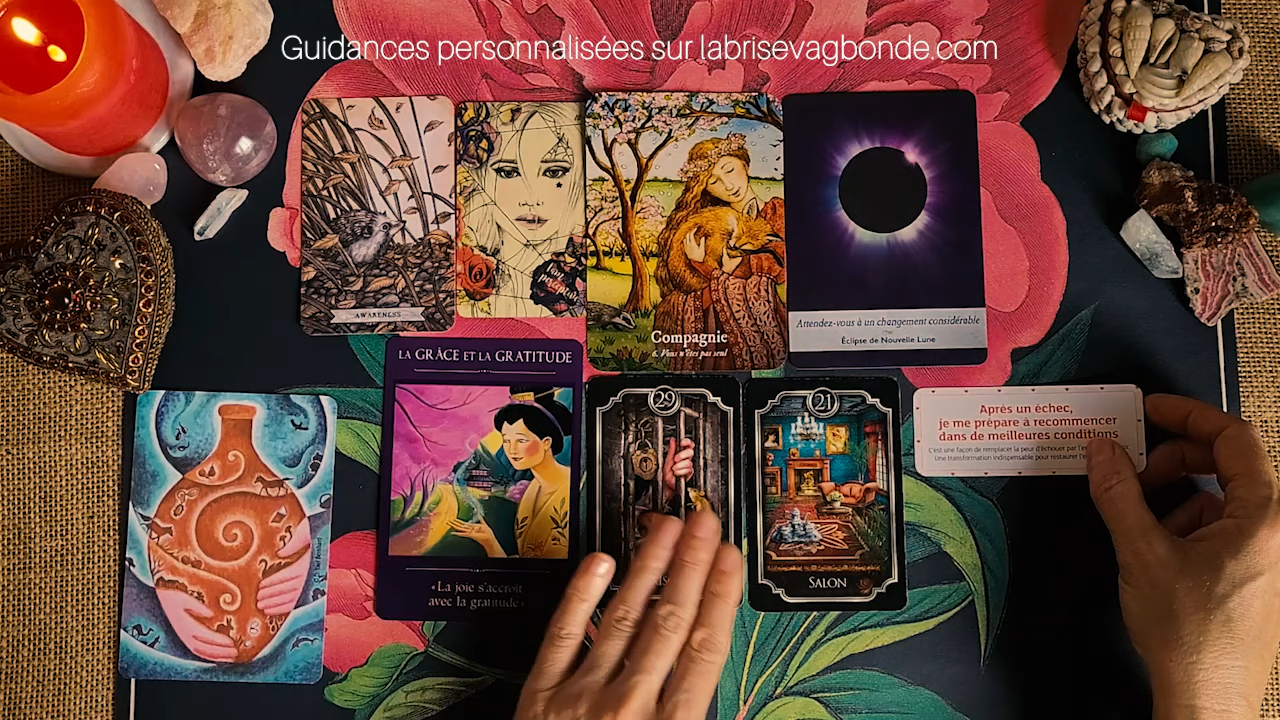 Guidances personnalisées sur labrisevagbonde.com
AWARENESS
Compagnie
6. Vous n'êtes pas seul
Attendez-vous à un changement considérable
Éclipse de Nouvelle Lune
LA GRÂCE ET LA GRATITUDE
«La joie s'accroît
avec la gratitude»
29
21
SALON
Après un échec,
je me prépare à recommencer
dans de meilleures conditions
C'est une façon de remplacer la peur d'échouer par l'en
Une transformation indispensable pour restaurer l'e